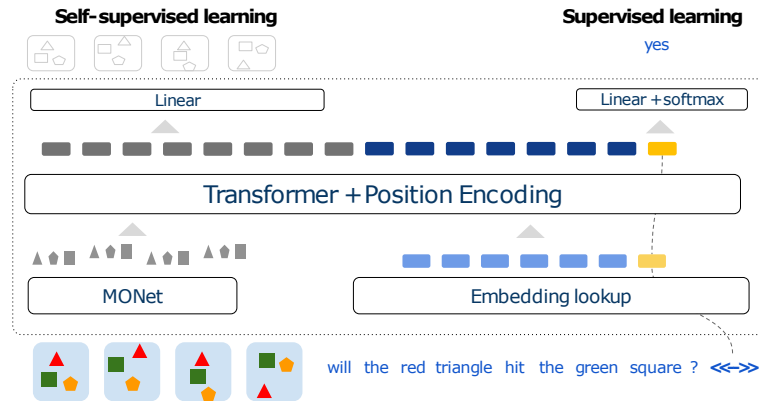 Self-supervised learning
Supervised learning
yes
Linear
Linear + softmax
Transformer + Position Encoding
MONet
Embedding lookup
will the red triangle hit the green square ? <<–>>